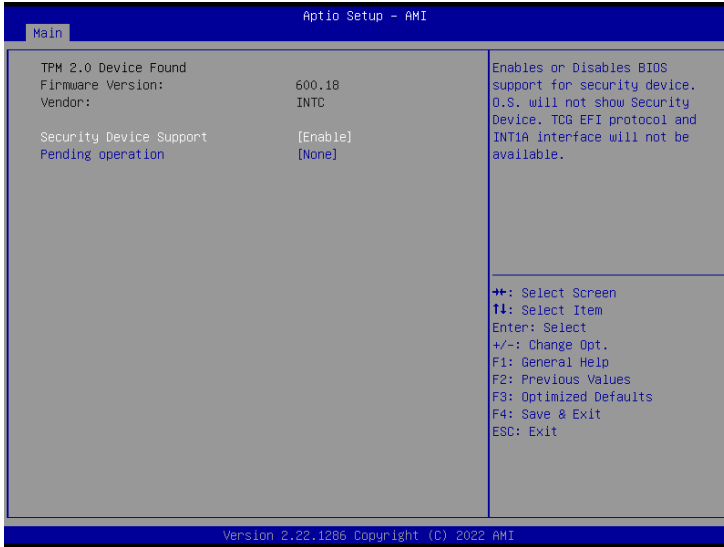 Aptio Setup - AMI
Main
TPM 2.0 Device Found
Firmware Version: 600.18
Vendor: INTC
Security Device Support [Enable]
Pending operation [None]
Enables or Disables BIOS
support for security device.
O.S. will not show Security
Device. TCG EFI protocol and
INT1A interface will not be
available.
→←: Select Screen
↑↓: Select Item
Enter: Select
+/-: Change Opt.
F1: General Help
F2: Previous Values
F3: Optimized Defaults
F4: Save & Exit
ESC: Exit
Version 2.22.1286 Copyright (C) 2022 AMI